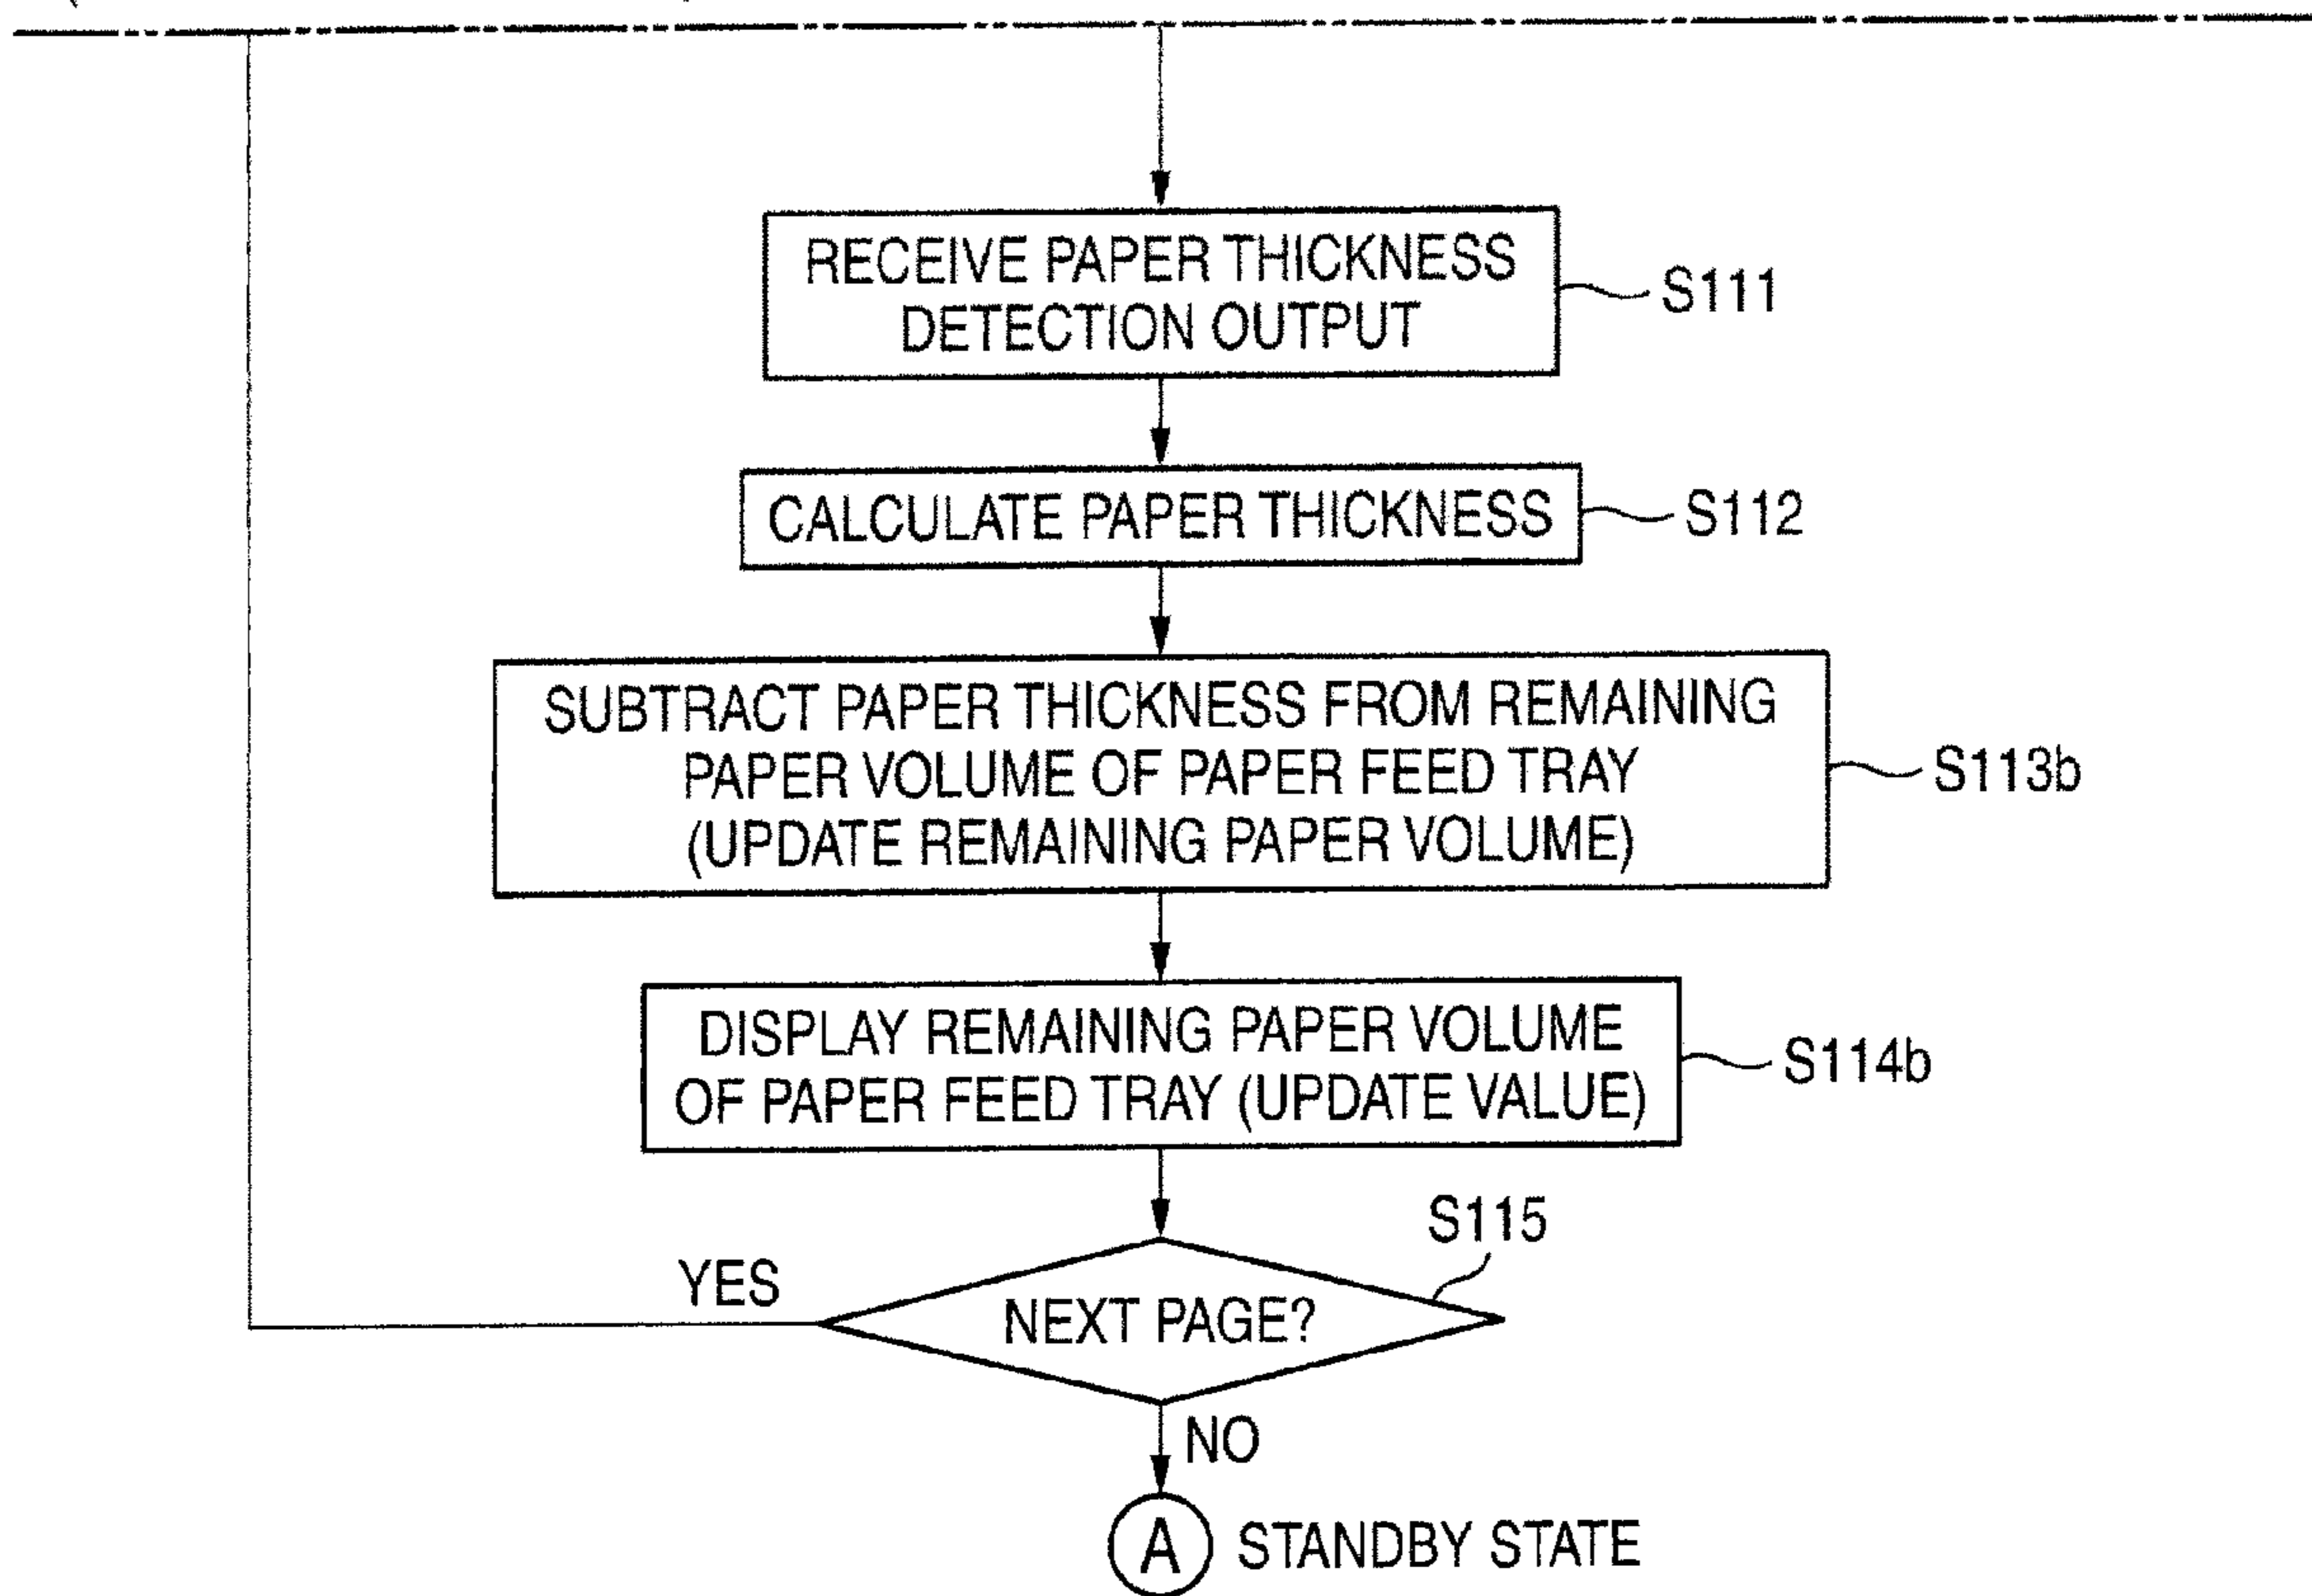 RECEIVE PAPER THICKNESS
DETECTION OUTPUT
S111
CALCULATE PAPER THICKNESS
S112
SUBTRACT PAPER THICKNESS FROM REMAINING
PAPER VOLUME OF PAPER FEED TRAY
(UPDATE REMAINING PAPER VOLUME)
S113b
DISPLAY REMAINING PAPER VOLUME
OF PAPER FEED TRAY (UPDATE VALUE)
S114b
S115
YES
NEXT PAGE?
NO
A STANDBY STATE